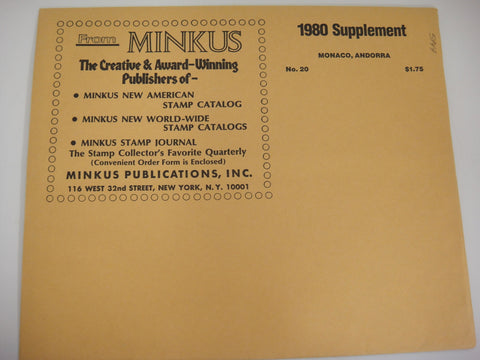 From MINKUS
The Creative & Award-Winning
Publishers of-
• MINKUS NEW AMERICAN
STAMP CATALOG
• MINKUS NEW WORLD-WIDE
STAMP CATALOGS
• MINKUS STAMP JOURNAL
The Stamp Collector's Favorite Quarterly
(Convenient Order Form is Enclosed)
MINKUS PUBLICATIONS, INC.
116 WEST 32nd STREET, NEW YORK, N.Y. 10001
1980 Supplement
MONACO, ANDORRA
No. 20 $1.75